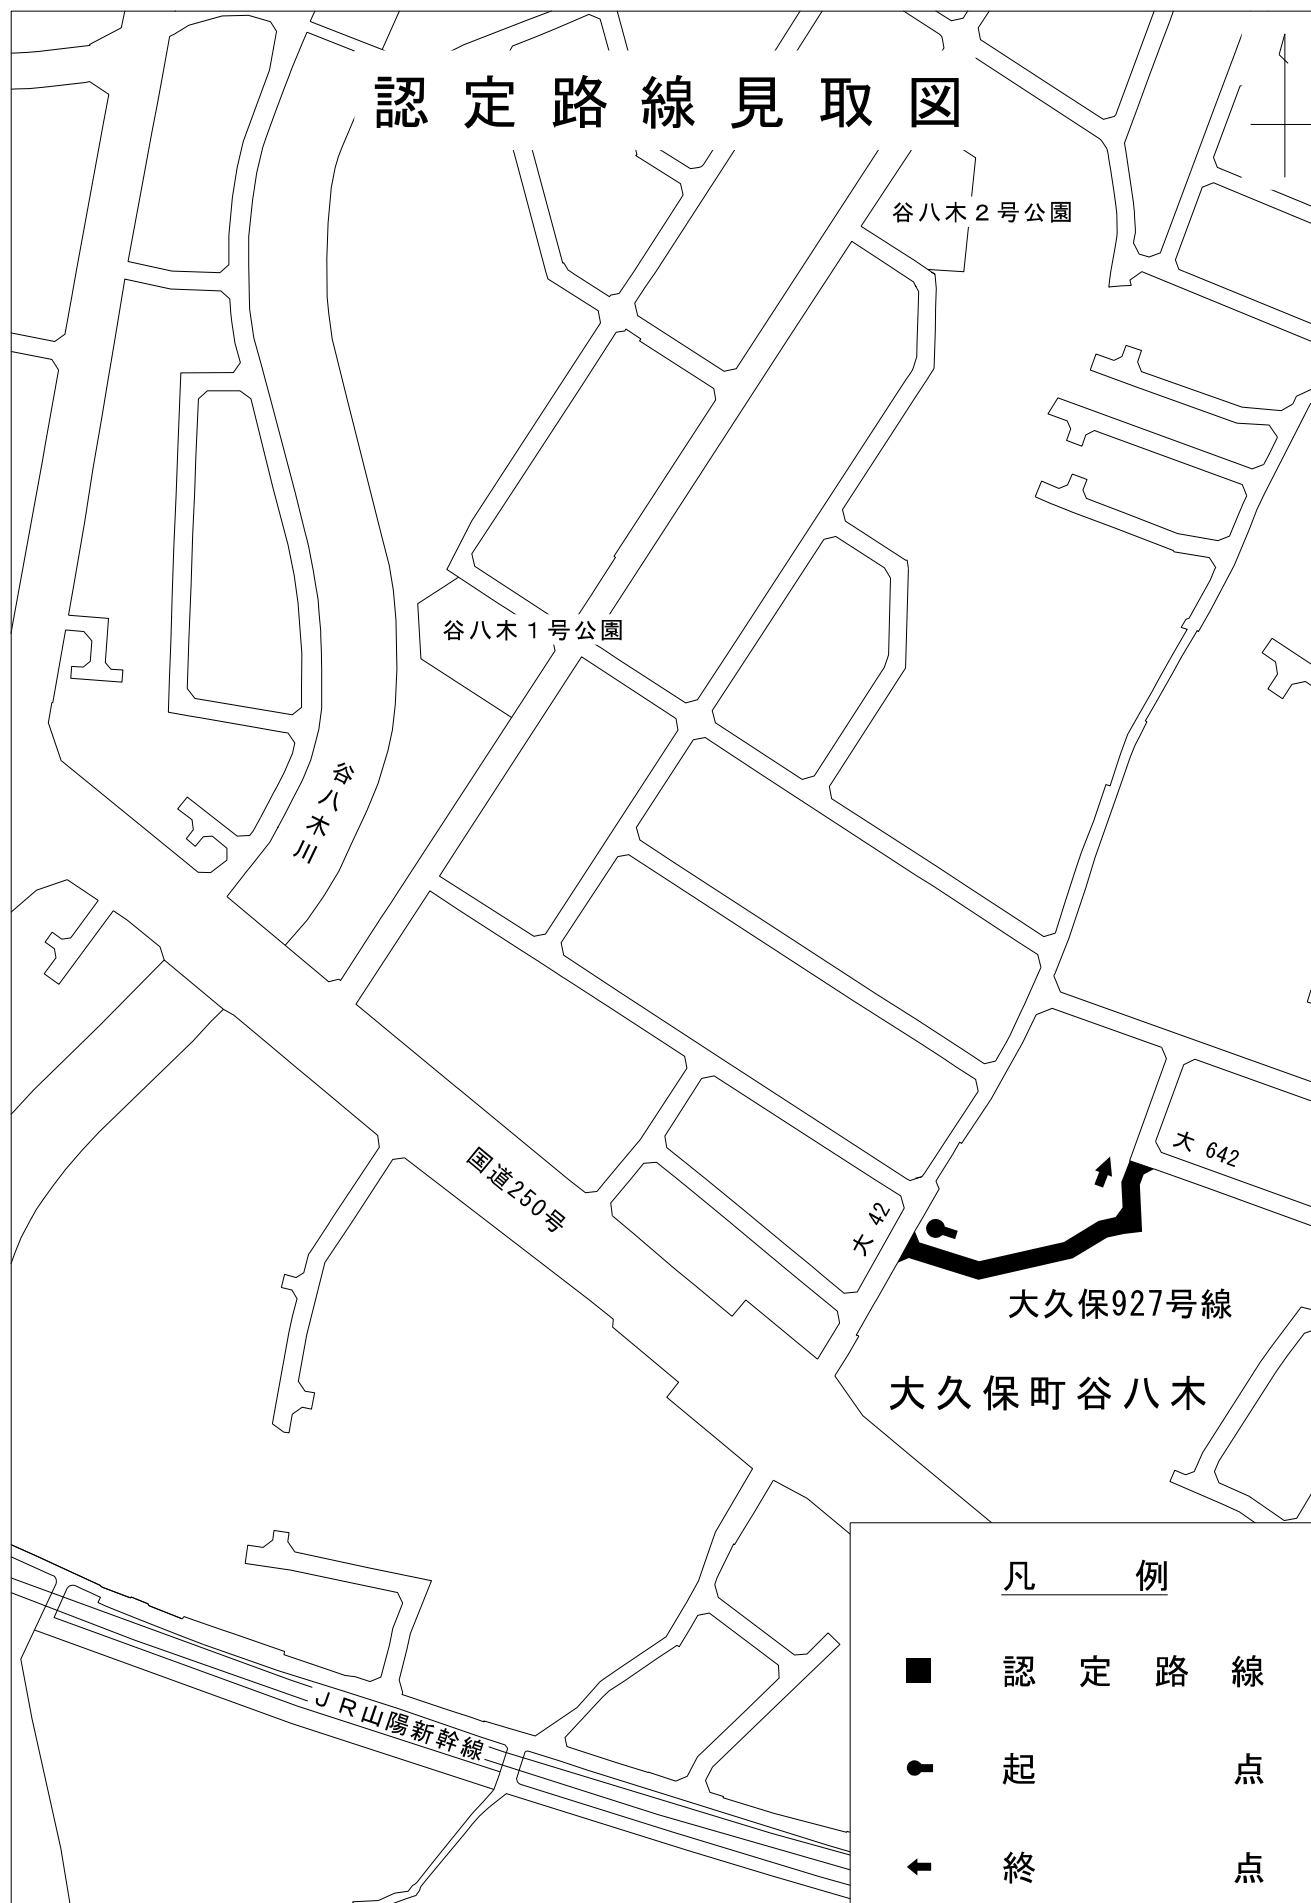 認定路線見取図
谷八木２号公園
谷八木１号公園
谷八木川
国道250号
大 642
大 42
大久保927号線
大久保町谷八木
ＪＲ山陽新幹線
凡 例
認定路線
起 点
終 点